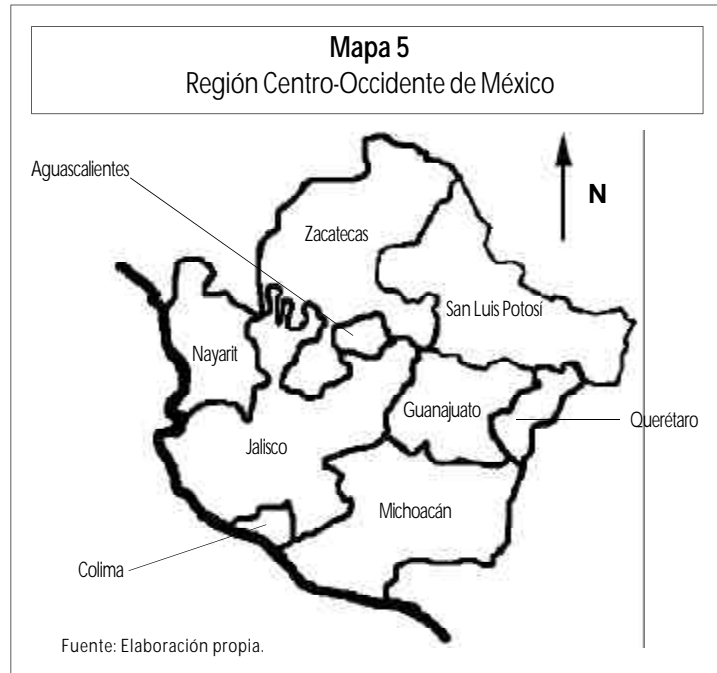 Mapa 5
Región Centro-Occidente de México
Aguascalientes
N
Zacatecas
San Luis Potosí
Nayarit
Guanajuato
Querétaro
Jalisco
Michoacán
Colima
Fuente: Elaboración propia.